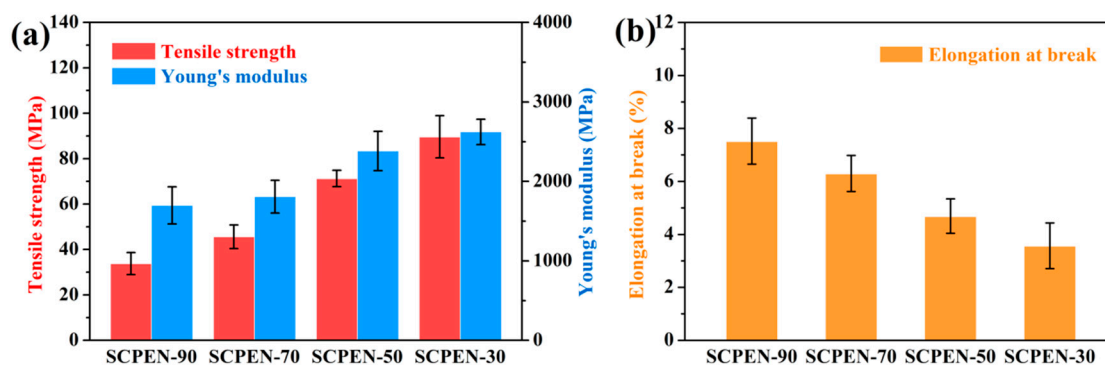 (a)
Tensile strength
Young's modulus
Tensile strength (MPa)
140
120
100
80
60
40
20
0
Young's modulus (MPa)
4000
3000
2000
1000
0
SCPEN-90 SCPEN-70 SCPEN-50 SCPEN-30
(b)
Elongation at break
Elongation at break (%)
12
10
8
6
4
2
0
SCPEN-90 SCPEN-70 SCPEN-50 SCPEN-30